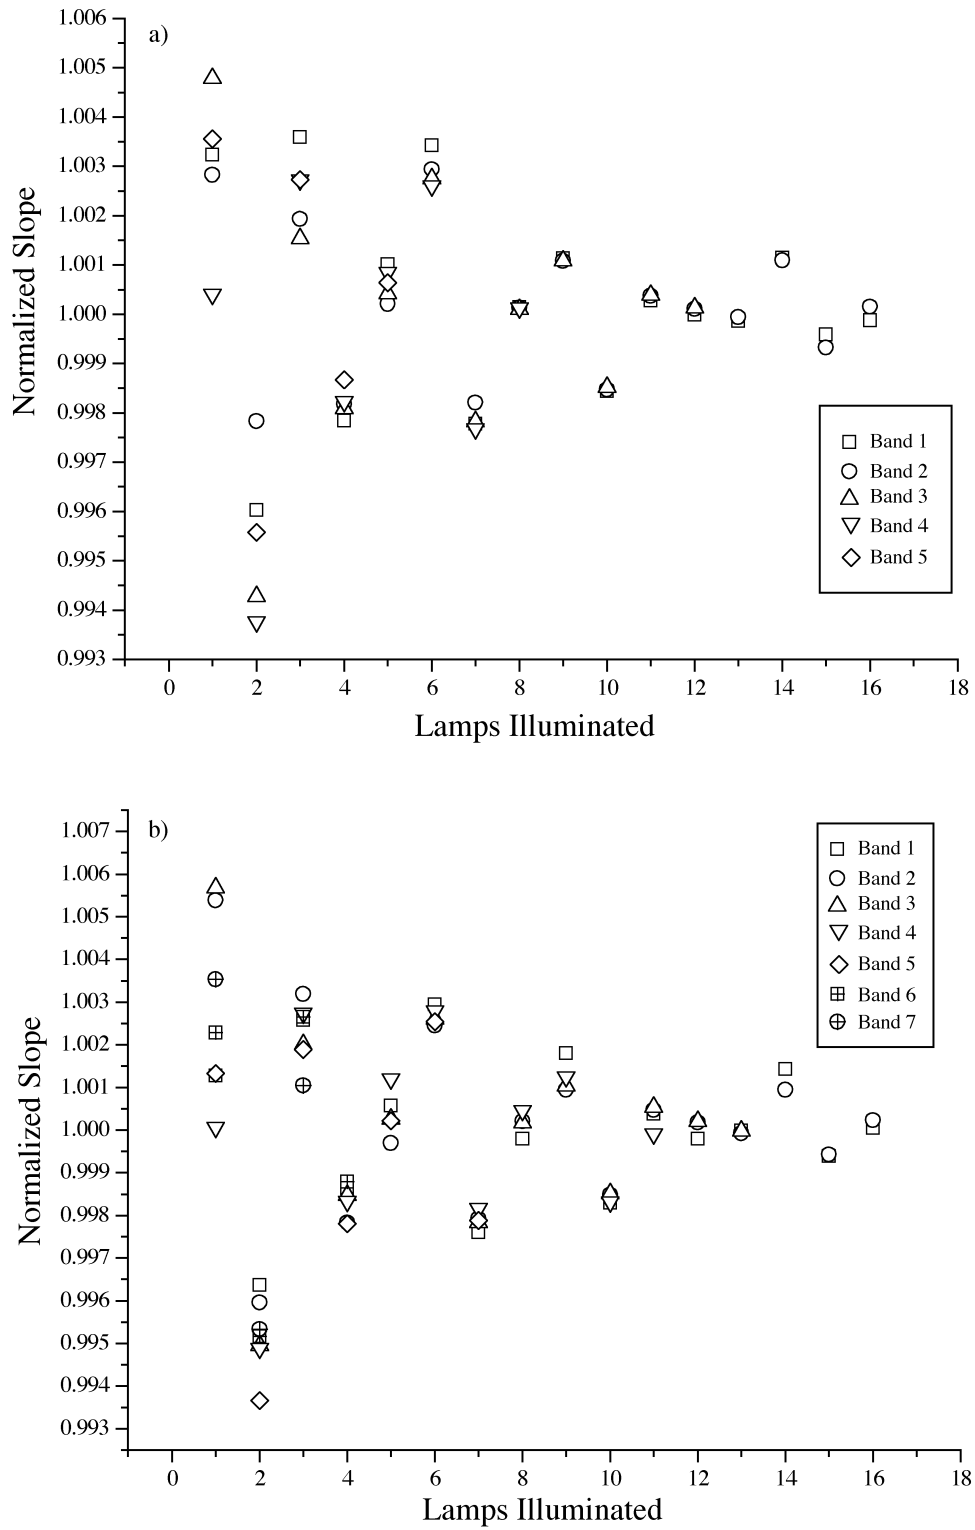 a)
1.006
1.005
1.004
1.003
1.002
1.001
1.000
0.999
0.998
0.997
0.996
0.995
0.994
0.993
Normalized Slope
Band 1
Band 2
Band 3
Band 4
Band 5
0 2 4 6 8 10 12 14 16 18
Lamps Illuminated
b)
1.007
1.006
1.005
1.004
1.003
1.002
1.001
1.000
0.999
0.998
0.997
0.996
0.995
0.994
0.993
Normalized Slope
Band 1
Band 2
Band 3
Band 4
Band 5
Band 6
Band 7
0 2 4 6 8 10 12 14 16 18
Lamps Illuminated